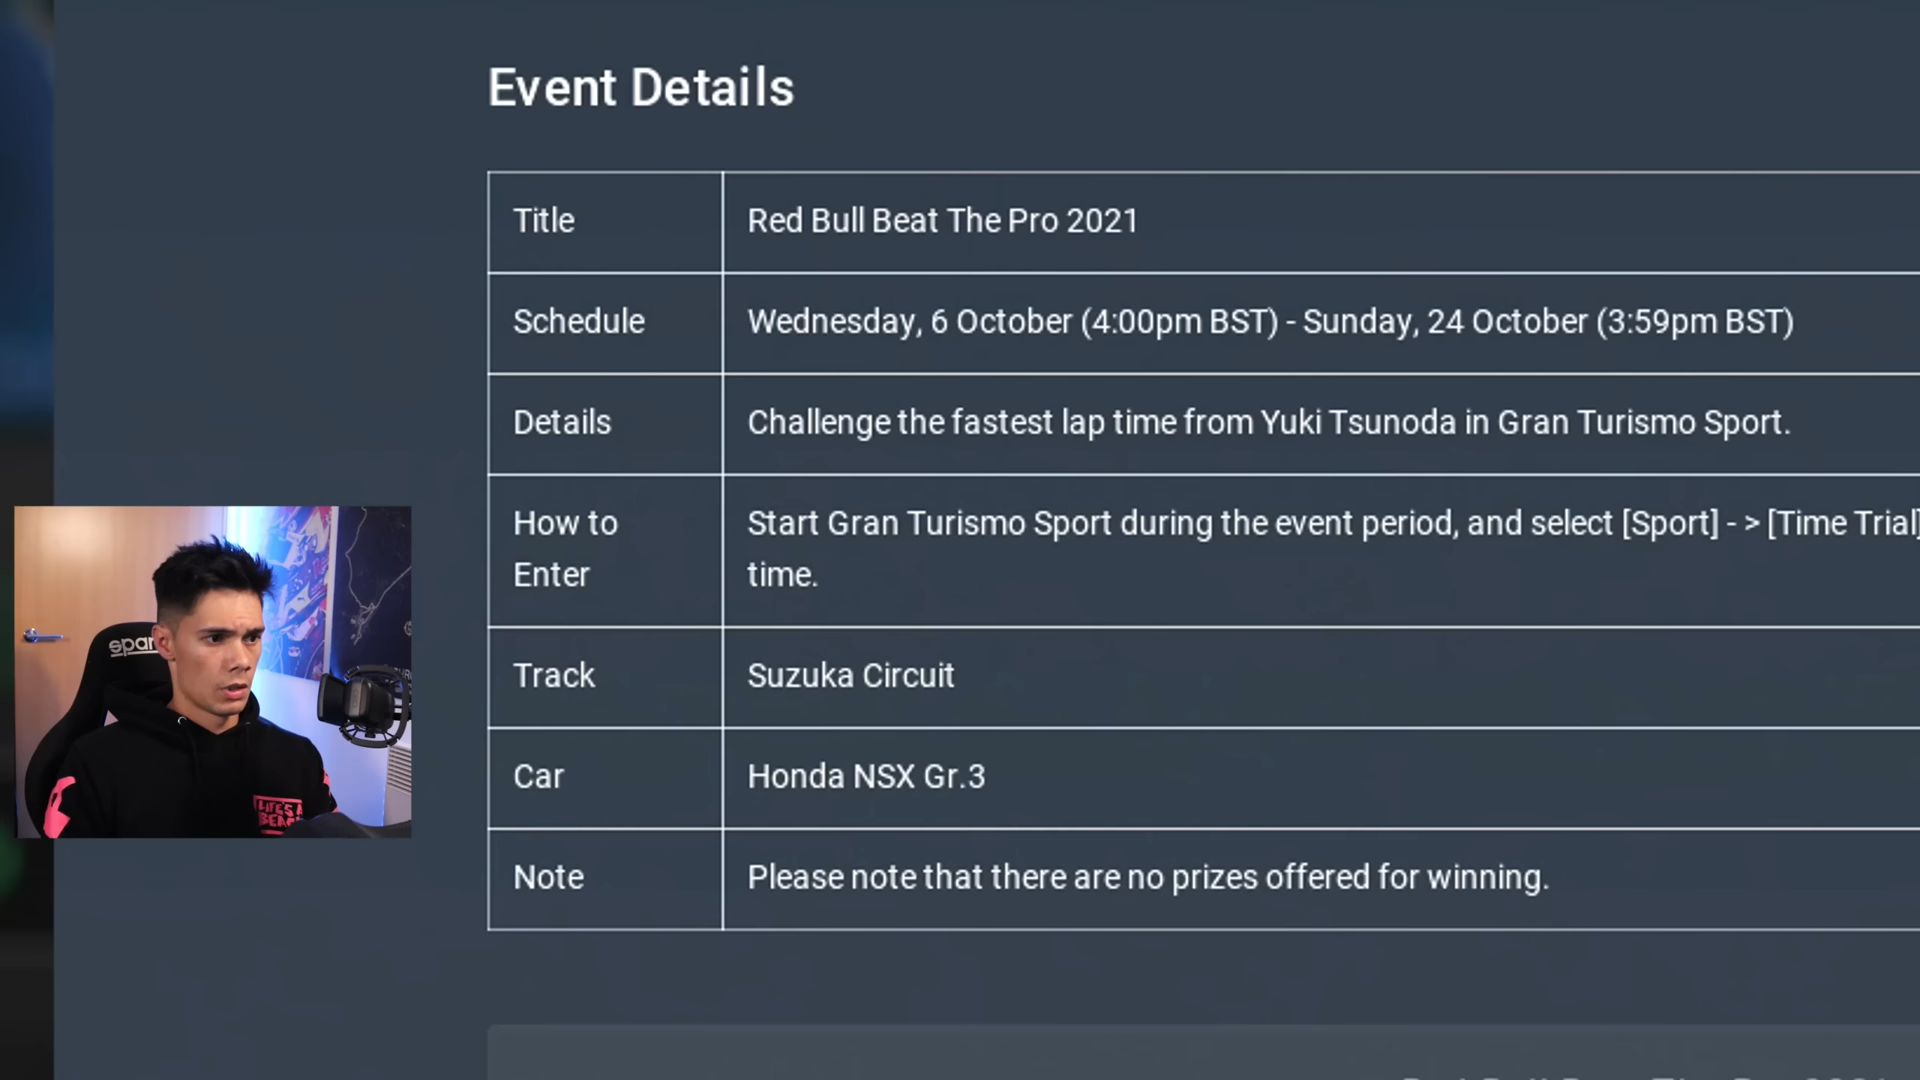 Event Details
Title
Red Bull Beat The Pro 2021
Schedule
Wednesday, 6 October (4:00pm BST) - Sunday, 24 October (3:59pm BST)
Details
Challenge the fastest lap time from Yuki Tsunoda in Gran Turismo Sport.
How to
Enter
Start Gran Turismo Sport during the event period, and select [Sport] - > [Time Trial]
time.
Track
Suzuka Circuit
Car
Honda NSX Gr.3
Note
Please note that there are no prizes offered for winning.
LIFE'S A